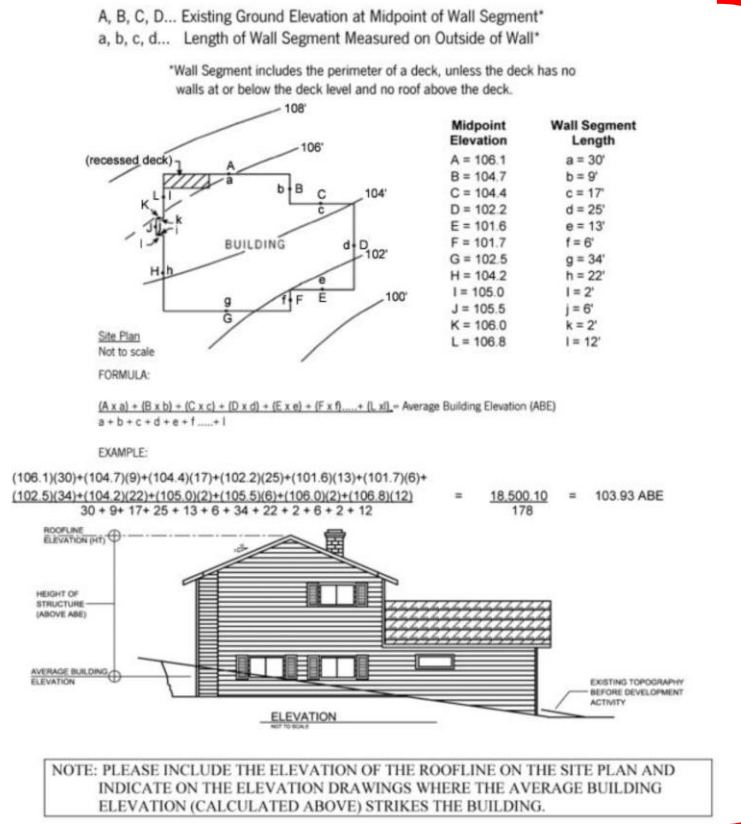 A, B, C, D... Existing Ground Elevation at Midpoint of Wall Segment*
a, b, c, d... Length of Wall Segment Measured on Outside of Wall*
*Wall Segment includes the perimeter of a deck, unless the deck has no
walls at or below the deck level and no roof above the deck.
108'
106'
(recessed deck)
A
a
b B
C
c
104'
L l
K
k
J j
i
I
BUILDING
d D
102'
H h
e
E
f F
g
G
100'
Site Plan
Not to scale
Midpoint Wall Segment
Elevation Length
A = 106.1 a = 30'
B = 104.7 b = 9'
C = 104.4 c = 17'
D = 102.2 d = 25'
E = 101.6 e = 13'
F = 101.7 f = 6'
G = 102.5 g = 34'
H = 104.2 h = 22'
I = 105.0 I = 2'
J = 105.5 j = 6'
K = 106.0 k = 2'
L = 106.8 l = 12'
FORMULA:
(A x a) + (B x b) + (C x c) + (D x d) + (E x e) + (F x f).....+ (L xl) = Average Building Elevation (ABE)
a + b + c + d + e + f .....+ l
EXAMPLE:
(106.1)(30)+(104.7)(9)+(104.4)(17)+(102.2)(25)+(101.6)(13)+(101.7)(6)+
(102.5)(34)+(104.2)(22)+(105.0)(2)+(105.5)(6)+(106.0)(2)+(106.8)(12) = 18,500.10 = 103.93 ABE
30 + 9+ 17+ 25 + 13 + 6 + 34 + 22 + 2 + 6 + 2 + 12 178
ROOFLINE
ELEVATION (HT)
HEIGHT OF
STRUCTURE
(ABOVE ABE)
AVERAGE BUILDING
ELEVATION
EXISTING TOPOGRAPHY
BEFORE DEVELOPMENT
ACTIVITY
ELEVATION
NOT TO SCALE
NOTE: PLEASE INCLUDE THE ELEVATION OF THE ROOFLINE ON THE SITE PLAN AND
INDICATE ON THE ELEVATION DRAWINGS WHERE THE AVERAGE BUILDING
ELEVATION (CALCULATED ABOVE) STRIKES THE BUILDING.